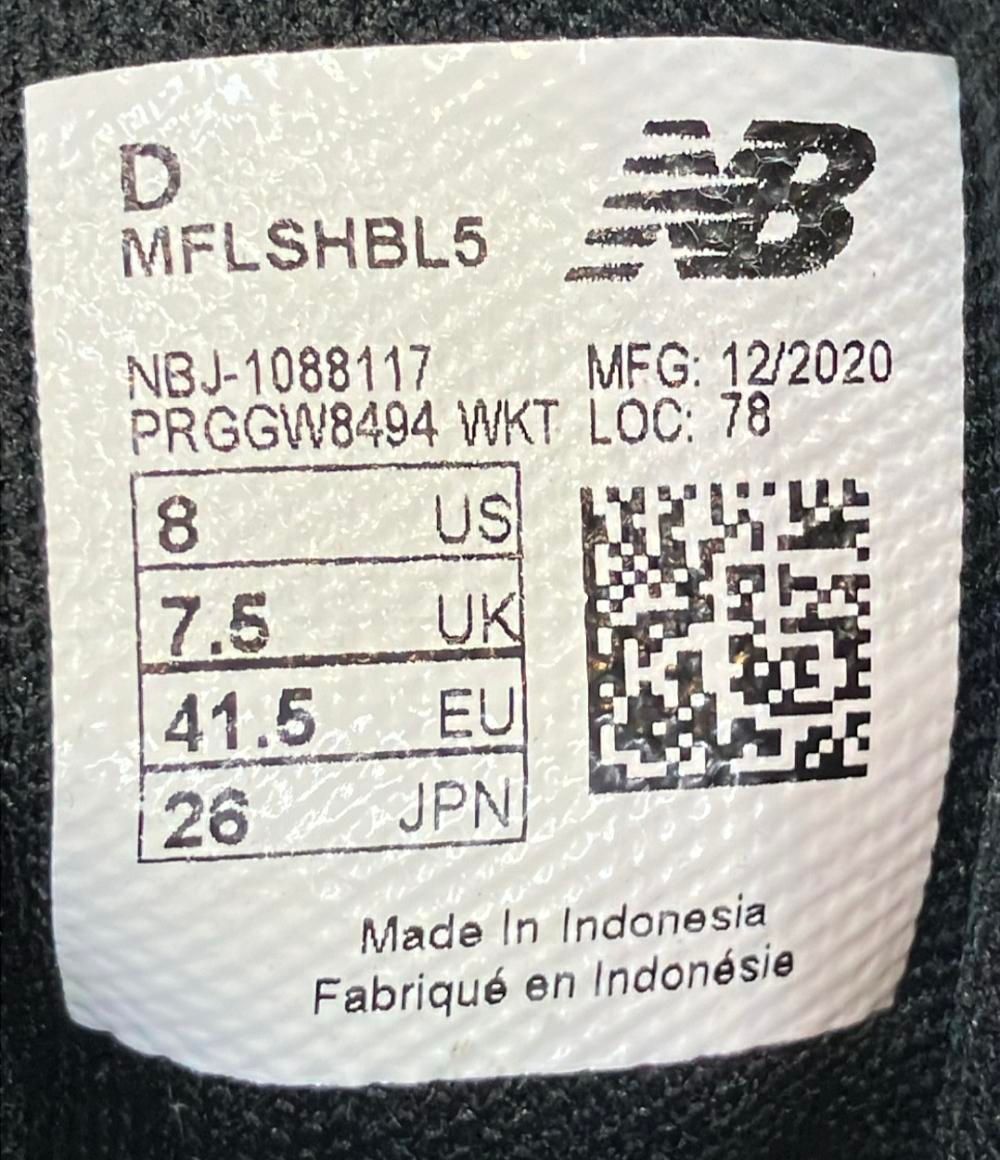 D
MFLSHBL5
NB
NBJ-1088117
MFG: 12/2020
PRGGW8494 WKT
LOC: 78
8 US
7.5 UK
41.5 EU
26 JPN
Made In Indonesia
Fabriqué en Indonésie